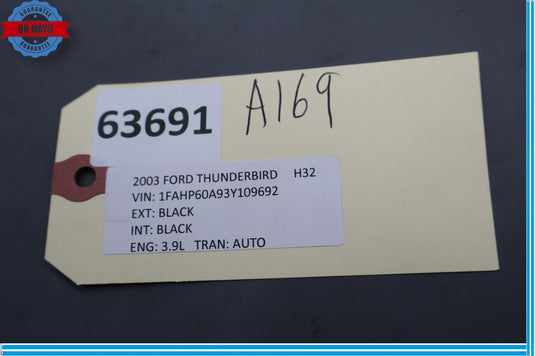 GUARANTEE
90 DAYS
GUARANTEE
63691
A169
2003 FORD THUNDERBIRD H32
VIN: 1FAHP60A93Y109692
EXT: BLACK
INT: BLACK
ENG: 3.9L TRAN: AUTO